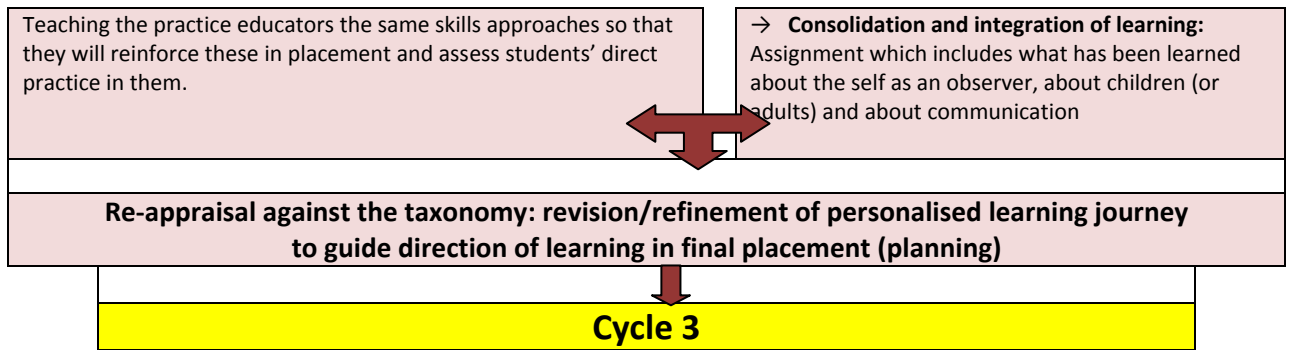 Teaching the practice educators the same skills approaches so that
they will reinforce these in placement and assess students’ direct
practice in them.
→ Consolidation and integration of learning:
Assignment which includes what has been learned
about the self as an observer, about children (or
adults) and about communication
Re-appraisal against the taxonomy: revision/refinement of personalised learning journey
to guide direction of learning in final placement (planning)
Cycle 3